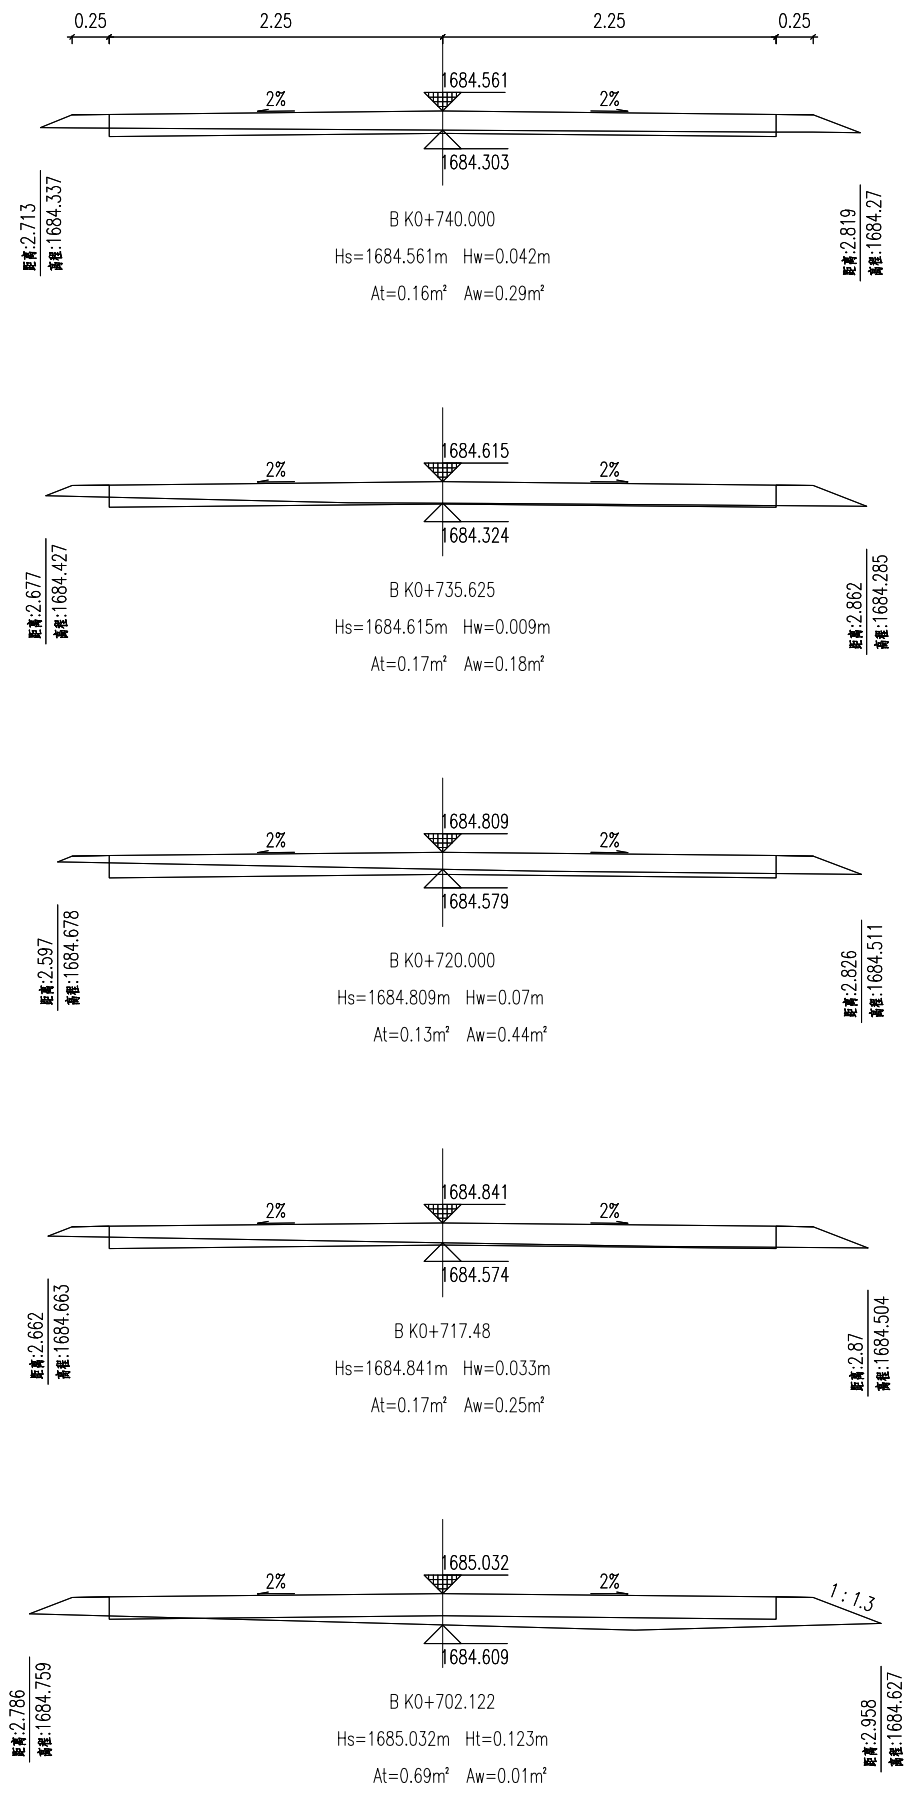 0.25 2.25 2.25 0.25
1684.561
2% 2%
1684.303
距离:2.713
高程:1684.337
距离:2.819
高程:1684.27
B K0+740.000
Hs=1684.561m Hw=0.042m
At=0.16m² Aw=0.29m²
1684.615
2% 2%
1684.324
距离:2.677
高程:1684.427
距离:2.862
高程:1684.285
B K0+735.625
Hs=1684.615m Hw=0.009m
At=0.17m² Aw=0.18m²
1684.809
2% 2%
1684.579
距离:2.597
高程:1684.678
距离:2.826
高程:1684.511
B K0+720.000
Hs=1684.809m Hw=0.07m
At=0.13m² Aw=0.44m²
1684.841
2% 2%
1684.574
距离:2.662
高程:1684.663
距离:2.87
高程:1684.504
B K0+717.48
Hs=1684.841m Hw=0.033m
At=0.17m² Aw=0.25m²
1685.032
2% 2%
1:1.3
1684.609
距离:2.786
高程:1684.759
距离:2.958
高程:1684.627
B K0+702.122
Hs=1685.032m Ht=0.123m
At=0.69m² Aw=0.01m²